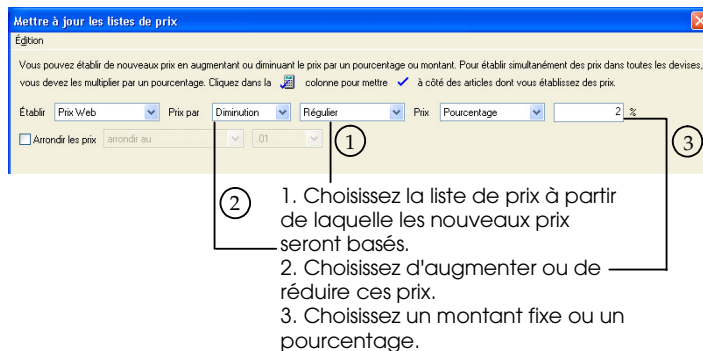 Mettre à jour les listes de prix
Édition
Vous pouvez établir de nouveaux prix en augmentant ou diminuant le prix par un pourcentage ou montant. Pour établir simultanément des prix dans toutes les devises,
vous devez les multiplier par un pourcentage. Cliquez dans la colonne pour mettre ✓ à côté des articles dont vous établissez des prix.
Établir Prix Web Prix par Diminution Régulier Prix Pourcentage 2 %
Arrondir les prix arrondir au .01
1
3
2
1. Choisissez la liste de prix à partir
de laquelle les nouveaux prix
seront basés.
2. Choisissez d'augmenter ou de
réduire ces prix.
3. Choisissez un montant fixe ou un
pourcentage.